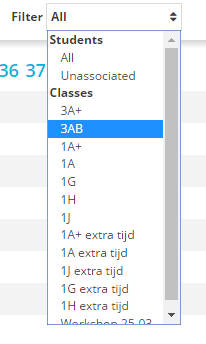 Filter All
Students
All
Unassociated
36 37
Classes
3A+
3AB
1A+
1A
1G
1H
1J
1A+ extra tijd
1A extra tijd
1J extra tijd
1G extra tijd
1H extra tijd
Workshop 25-03